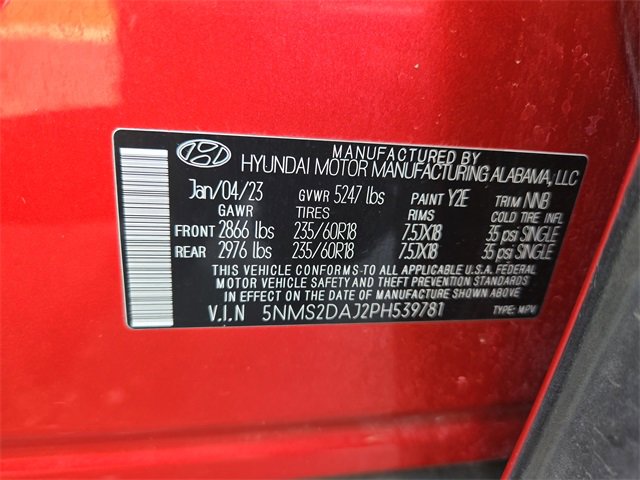 MANUFACTURED BY
HYUNDAI MOTOR MANUFACTURING ALABAMA, LLC
Jan/04/23 GVWR 5247 lbs PAINT Y2E TRIM NNB
GAWR TIRES RIMS COLD TIRE INFL
FRONT 2866 lbs 235/60R18 7.5JX18 35 psi SINGLE
REAR 2976 lbs 235/60R18 7.5JX18 35 psi SINGLE
THIS VEHICLE CONFORMS TO ALL APPLICABLE U.S.A. FEDERAL
MOTOR VEHICLE SAFETY AND THEFT PREVENTION STANDARDS
IN EFFECT ON THE DATE OF MANUFACTURE SHOWN ABOVE
V.I.N 5NMS2DAJ2PH539781 TYPE: MPV